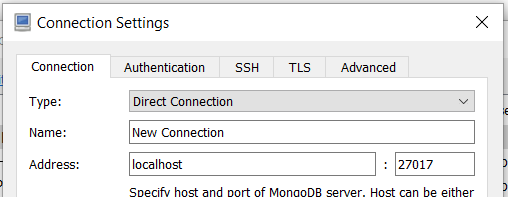 Connection Settings
Connection Authentication SSH TLS Advanced
Type: Direct Connection
Name: New Connection
Address: localhost : 27017
Specify host and port of MongoDB server. Host can be either